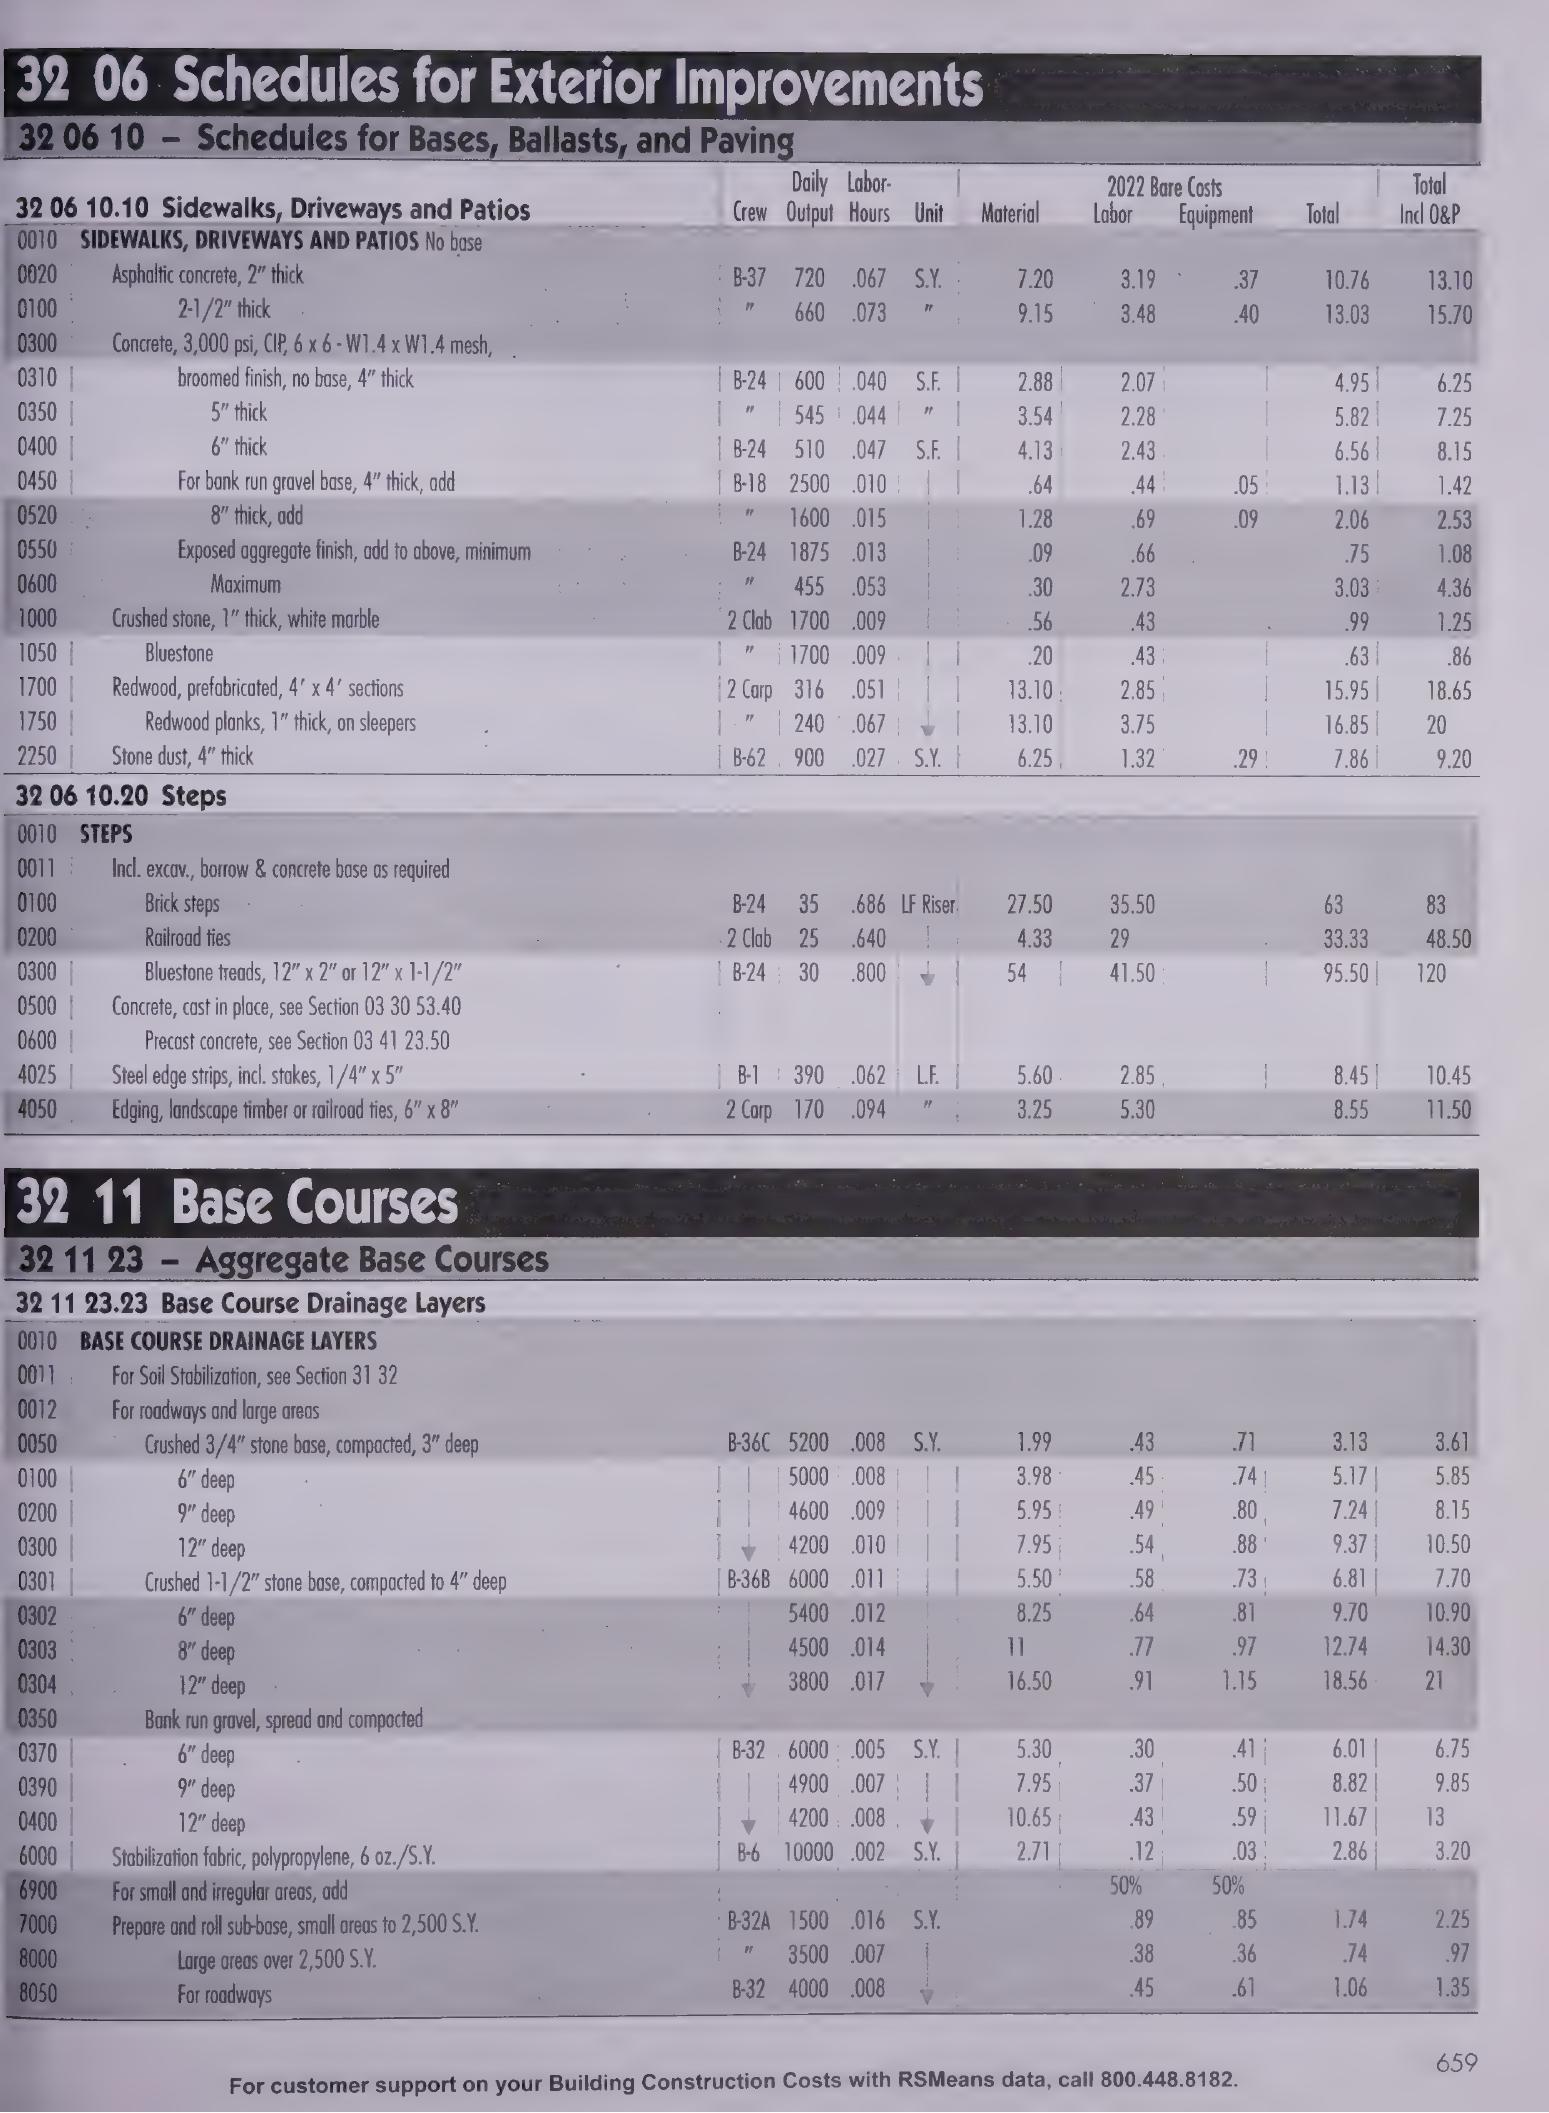 32 06 Schedules for Exterior Improvements
32 06 10 – Schedules for Bases, Ballasts, and Paving
Daily Labor- 2022 Bare Costs Total
32 06 10.10 Sidewalks, Driveways and Patios Crew Output Hours Unit Material Labor Equipment Total Incl O&P
0010 SIDEWALKS, DRIVEWAYS AND PATIOS No base
0020 Asphaltic concrete, 2" thick B-37 720 .067 S.Y. 7.20 3.19 .37 10.76 13.10
0100 2-1/2" thick " 660 .073 " 9.15 3.48 .40 13.03 15.70
0300 Concrete, 3,000 psi, CIP, 6 x 6 - W1.4 x W1.4 mesh,
0310 broomed finish, no base, 4" thick B-24 600 .040 S.F. 2.88 2.07 4.95 6.25
0350 5" thick " 545 .044 " 3.54 2.28 5.82 7.25
0400 6" thick B-24 510 .047 S.F. 4.13 2.43 6.56 8.15
0450 For bank run gravel base, 4" thick, add B-18 2500 .010 .64 .44 .05 1.13 1.42
0520 8" thick, add " 1600 .015 1.28 .69 .09 2.06 2.53
0550 Exposed aggregate finish, add to above, minimum B-24 1875 .013 .09 .66 .75 1.08
0600 Maximum " 455 .053 .30 2.73 3.03 4.36
1000 Crushed stone, 1" thick, white marble 2 Clab 1700 .009 .56 .43 .99 1.25
1050 Bluestone " 1700 .009 .20 .43 .63 .86
1700 Redwood, prefabricated, 4' x 4' sections 2 Carp 316 .051 13.10 2.85 15.95 18.65
1750 Redwood planks, 1" thick, on sleepers " 240 .067 13.10 3.75 16.85 20
2250 Stone dust, 4" thick B-62 900 .027 S.Y. 6.25 1.32 .29 7.86 9.20
32 06 10.20 Steps
0010 STEPS
0011 Incl. excav., borrow & concrete base as required
0100 Brick steps B-24 35 .686 LF Riser 27.50 35.50 63 83
0200 Railroad ties 2 Clab 25 .640 4.33 29 33.33 48.50
0300 Bluestone treads, 12" x 2" or 12" x 1-1/2" B-24 30 .800 54 41.50 95.50 120
0500 Concrete, cast in place, see Section 03 30 53.40
0600 Precast concrete, see Section 03 41 23.50
4025 Steel edge strips, incl. stakes, 1/4" x 5" B-1 390 .062 L.F. 5.60 2.85 8.45 10.45
4050 Edging, landscape timber or railroad ties, 6" x 8" 2 Carp 170 .094 " 3.25 5.30 8.55 11.50
32 11 Base Courses
32 11 23 – Aggregate Base Courses
32 11 23.23 Base Course Drainage Layers
0010 BASE COURSE DRAINAGE LAYERS
0011 For Soil Stabilization, see Section 31 32
0012 For roadways and large areas
0050 Crushed 3/4" stone base, compacted, 3" deep B-36C 5200 .008 S.Y. 1.99 .43 .71 3.13 3.61
0100 6" deep 5000 .008 3.98 .45 .74 5.17 5.85
0200 9" deep 4600 .009 5.95 .49 .80 7.24 8.15
0300 12" deep 4200 .010 7.95 .54 .88 9.37 10.50
0301 Crushed 1-1/2" stone base, compacted to 4" deep B-36B 6000 .011 5.50 .58 .73 6.81 7.70
0302 6" deep 5400 .012 8.25 .64 .81 9.70 10.90
0303 8" deep 4500 .014 11 .77 .97 12.74 14.30
0304 12" deep 3800 .017 16.50 .91 1.15 18.56 21
0350 Bank run gravel, spread and compacted
0370 6" deep B-32 6000 .005 S.Y. 5.30 .30 .41 6.01 6.75
0390 9" deep 4900 .007 7.95 .37 .50 8.82 9.85
0400 12" deep 4200 .008 10.65 .43 .59 11.67 13
6000 Stabilization fabric, polypropylene, 6 oz./S.Y. B-6 10000 .002 S.Y. 2.71 .12 .03 2.86 3.20
6900 For small and irregular areas, add 50% 50%
7000 Prepare and roll sub-base, small areas to 2,500 S.Y. B-32A 1500 .016 S.Y. .89 .85 1.74 2.25
8000 Large areas over 2,500 S.Y. " 3500 .007 .38 .36 .74 .97
8050 For roadways B-32 4000 .008 .45 .61 1.06 1.35
659
For customer support on your Building Construction Costs with RSMeans data, call 800.448.8182.